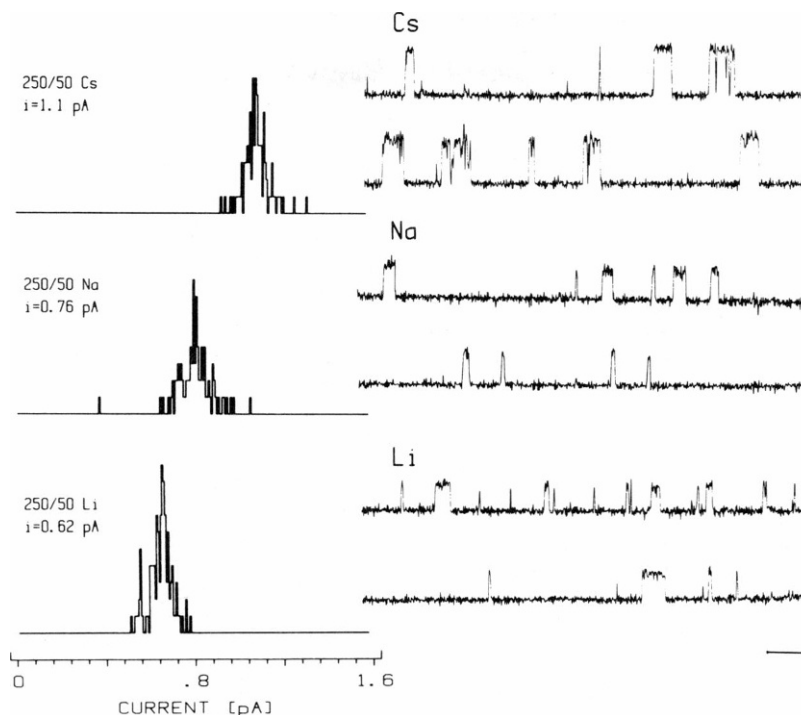 Cs
250/50 Cs
i=1.1 pA
Na
250/50 Na
i=0.76 pA
Li
250/50 Li
i=0.62 pA
0 .8 1.6
CURRENT [pA]